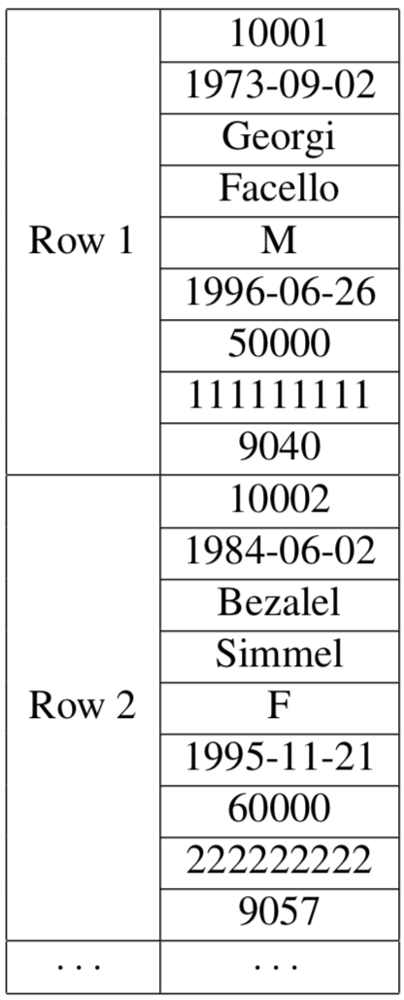 10001
1973-09-02
Georgi
Facello
Row 1 M
1996-06-26
50000
111111111
9040
10002
1984-06-02
Bezalel
Simmel
Row 2 F
1995-11-21
60000
222222222
9057
... ...